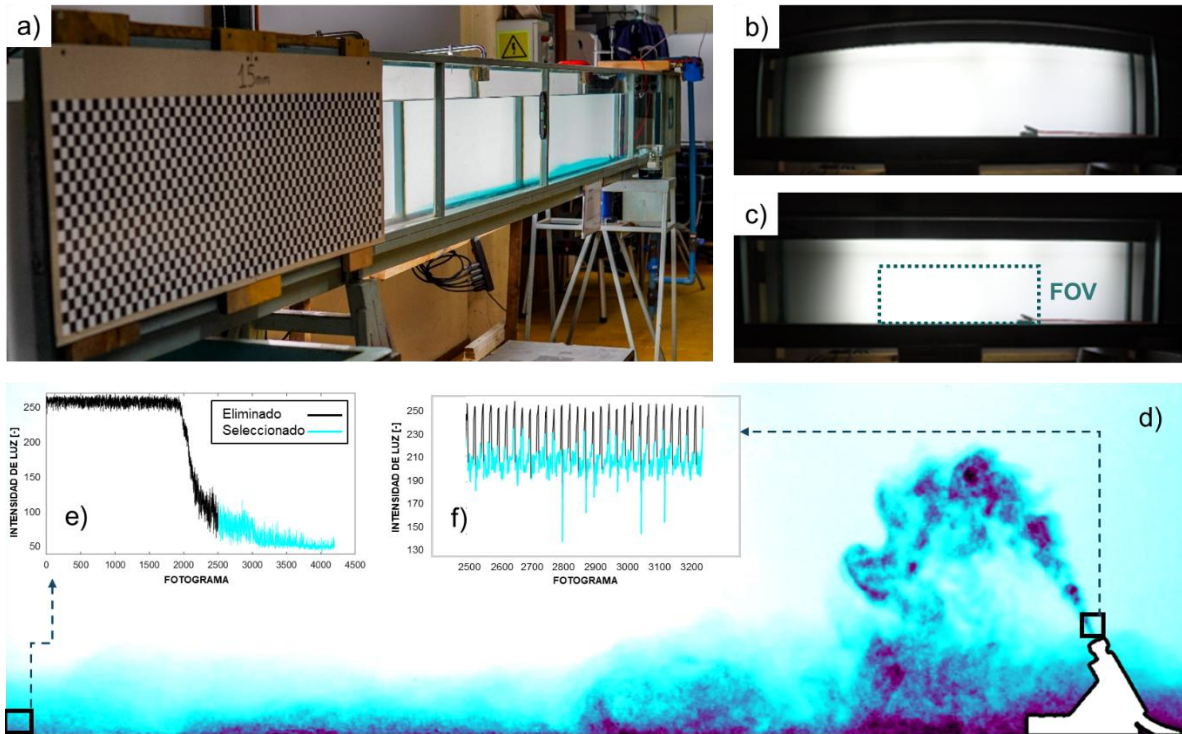 a)
15mm
b)
c)
FOV
d)
e)
INTENSIDAD DE LUZ [-]
250
200
150
100
50
0 500 1000 1500 2000 2500 3000 3500 4000 4500
FOTOGRAMA
Eliminado
Seleccionado
f)
INTENSIDAD DE LUZ [-]
250
230
210
190
170
150
130
2500 2600 2700 2800 2900 3000 3100 3200
FOTOGRAMA